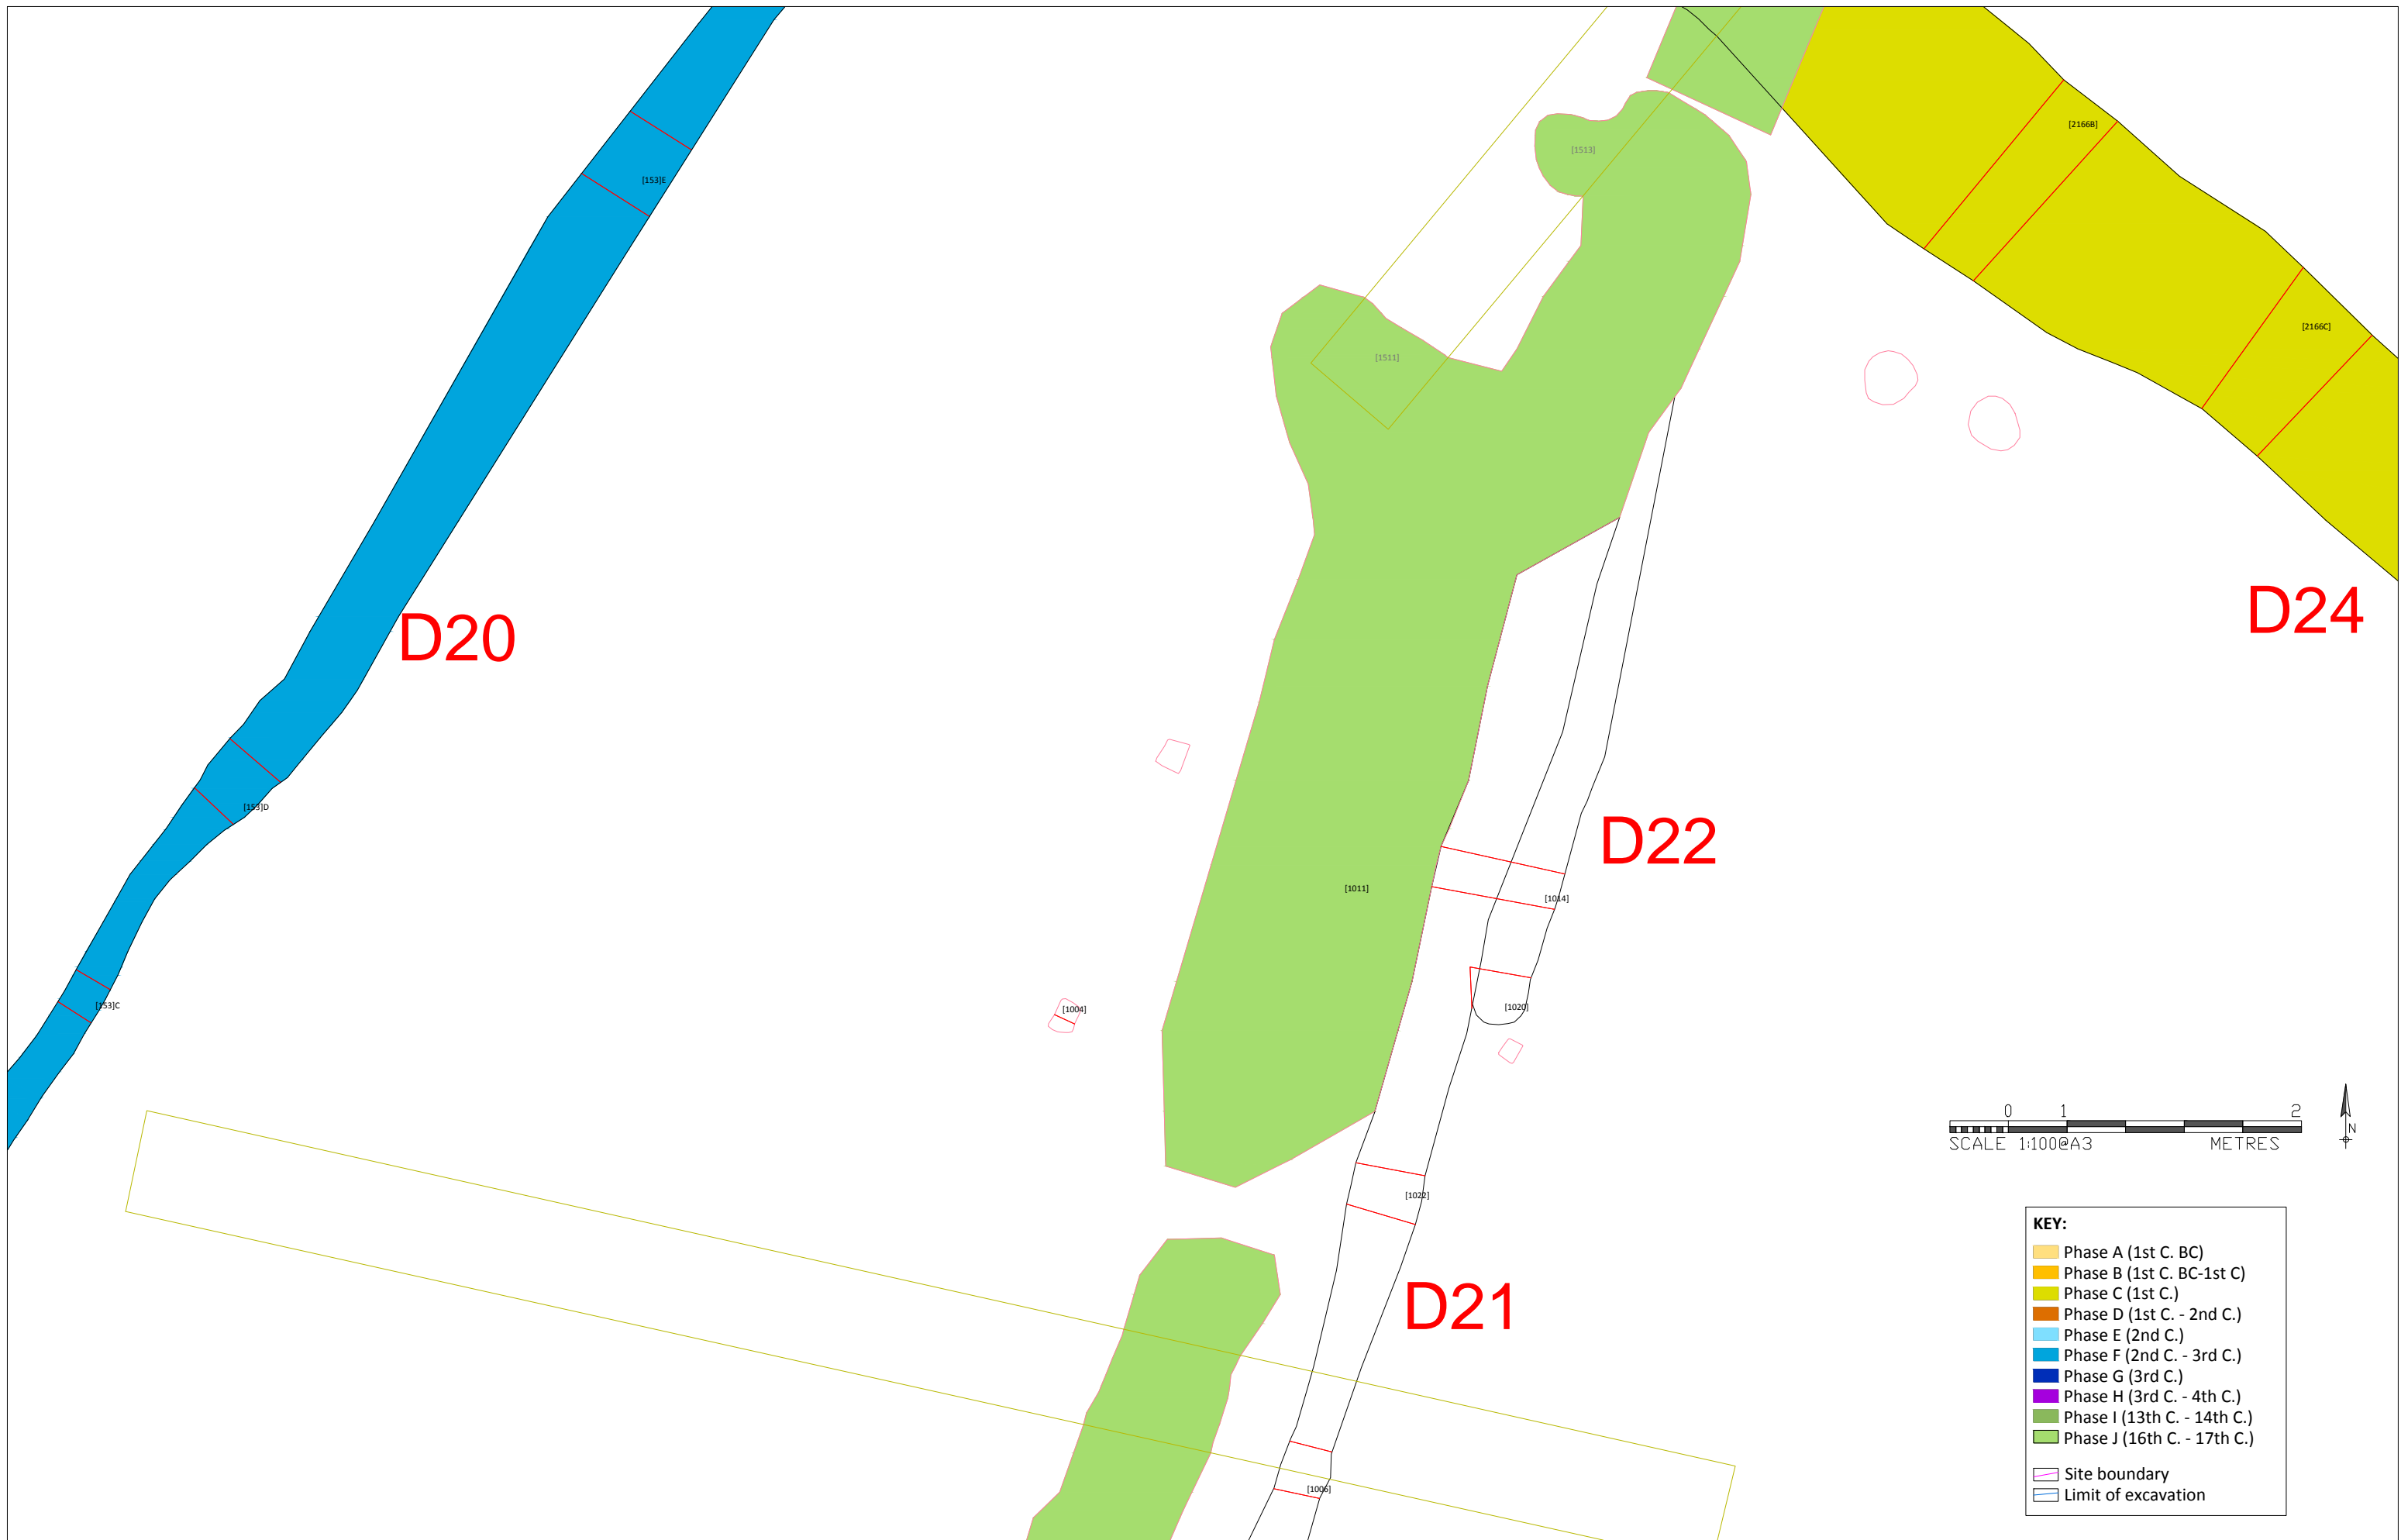 [2166B]
[1513]
[153]E
[2166C]
[1511]
D24
D20
[153]D
D22
[1011]
[1014]
[153]C
[1004]
[1020]
0 1 2
SCALE 1:100@A3 METRES
N
[1022]
D21
[1006]
KEY:
Phase A (1st C. BC)
Phase B (1st C. BC-1st C)
Phase C (1st C.)
Phase D (1st C. - 2nd C.)
Phase E (2nd C.)
Phase F (2nd C. - 3rd C.)
Phase G (3rd C.)
Phase H (3rd C. - 4th C.)
Phase I (13th C. - 14th C.)
Phase J (16th C. - 17th C.)
Site boundary
Limit of excavation